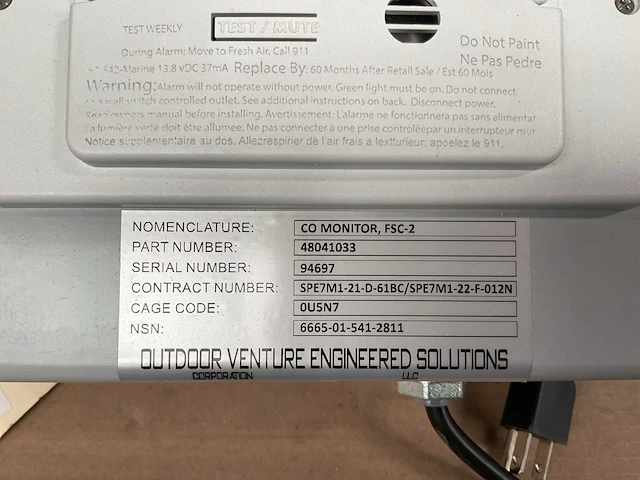 TEST WEEKLY
TEST / MUTE
Do Not Paint
Ne Pas Pedre
During Alarm: Move to Fresh Air, Call 911
-Marine 13.8 vDC 37mA Replace By: 60 Months After Retail Sale / Est 60 Mois
Warning: Alarm will not operate without power. Green light must be on. Do not connect
wall switch controlled outlet. See additional instructions on back. Disconnect power.
Read owners manual before installing. Avertissement: L'alarme ne fonctionnera pas sans alimentat
La lumiere verte doit être allumee. Ne pas connecter à une prise contrôléepar un interrupteur mur
Notice supplementaire au dos. Allezrespirier de l'air frais a lextturieur. apoelez le 911.
NOMENCLATURE: CO MONITOR, FSC-2
PART NUMBER: 48041033
SERIAL NUMBER: 94697
CONTRACT NUMBER: SPE7M1-21-D-61BC/SPE7M1-22-F-012N
CAGE CODE: 0U5N7
NSN: 6665-01-541-2811
OUTDOOR VENTURE ENGINEERED SOLUTIONS
CORPORATION LLC